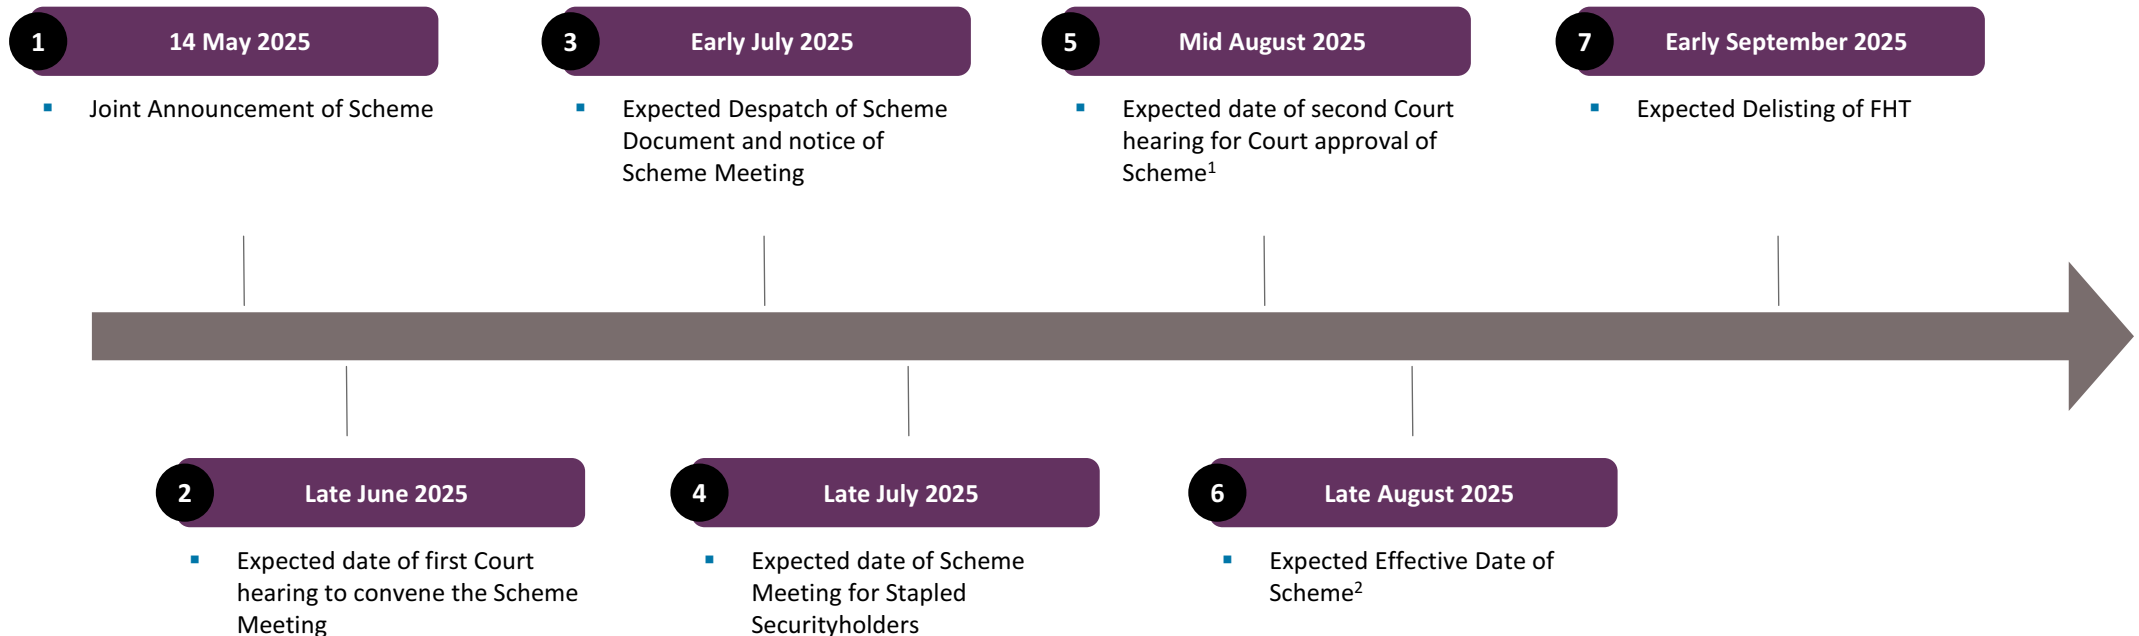 1 14 May 2025
▪ Joint Announcement of Scheme
3 Early July 2025
▪ Expected Despatch of Scheme
Document and notice of
Scheme Meeting
5 Mid August 2025
▪ Expected date of second Court
hearing for Court approval of
Scheme¹
7 Early September 2025
▪ Expected Delisting of FHT
2 Late June 2025
▪ Expected date of first Court
hearing to convene the Scheme
Meeting
4 Late July 2025
▪ Expected date of Scheme
Meeting for Stapled
Securityholders
6 Late August 2025
▪ Expected Effective Date of
Scheme²